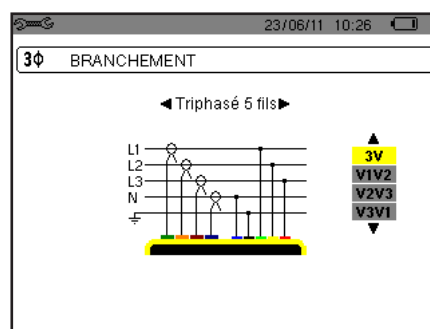 23/06/11 10:26
3Φ BRANCHEMENT
◄ Triphasé 5 fils►
L1
L2
L3
N
3V
V1V2
V2V3
V3V1